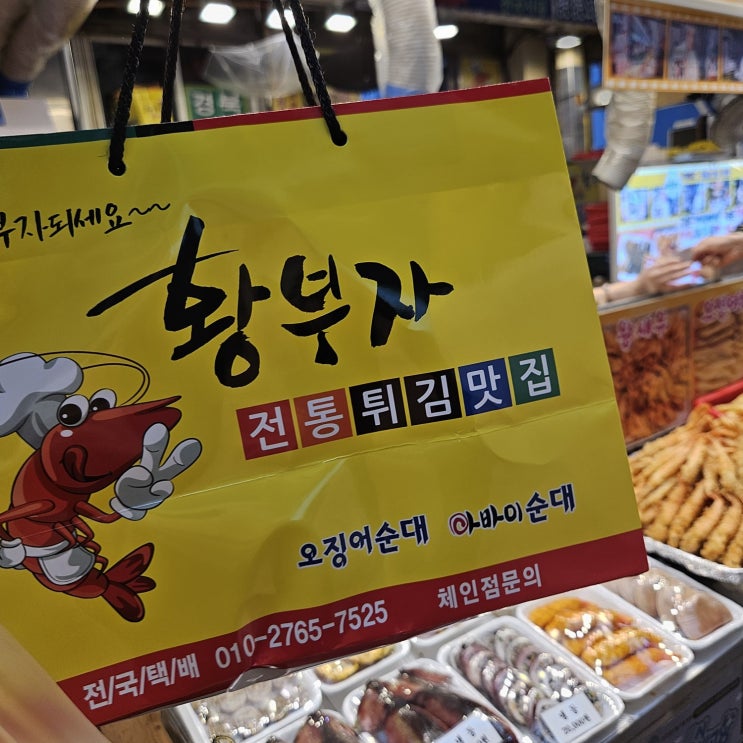 부자되세요~
황부자
전통튀김맛집
오징어순대 아바이순대
전/국/택/배 010-2765-7525 체인점문의